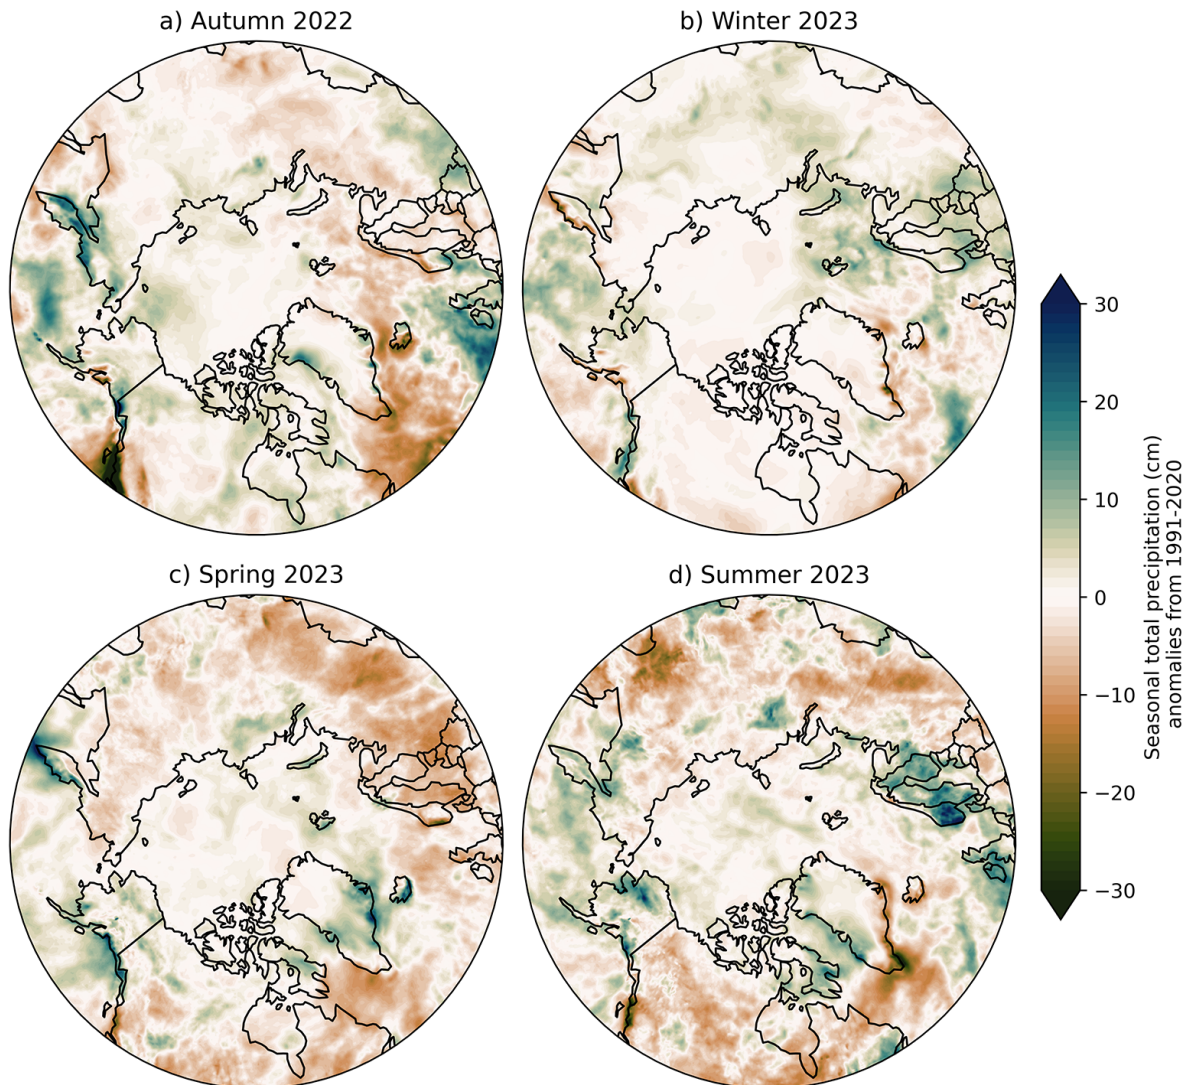 a) Autumn 2022
b) Winter 2023
c) Spring 2023
d) Summer 2023
30
20
10
0
−10
−20
−30
Seasonal total precipitation (cm)
anomalies from 1991-2020